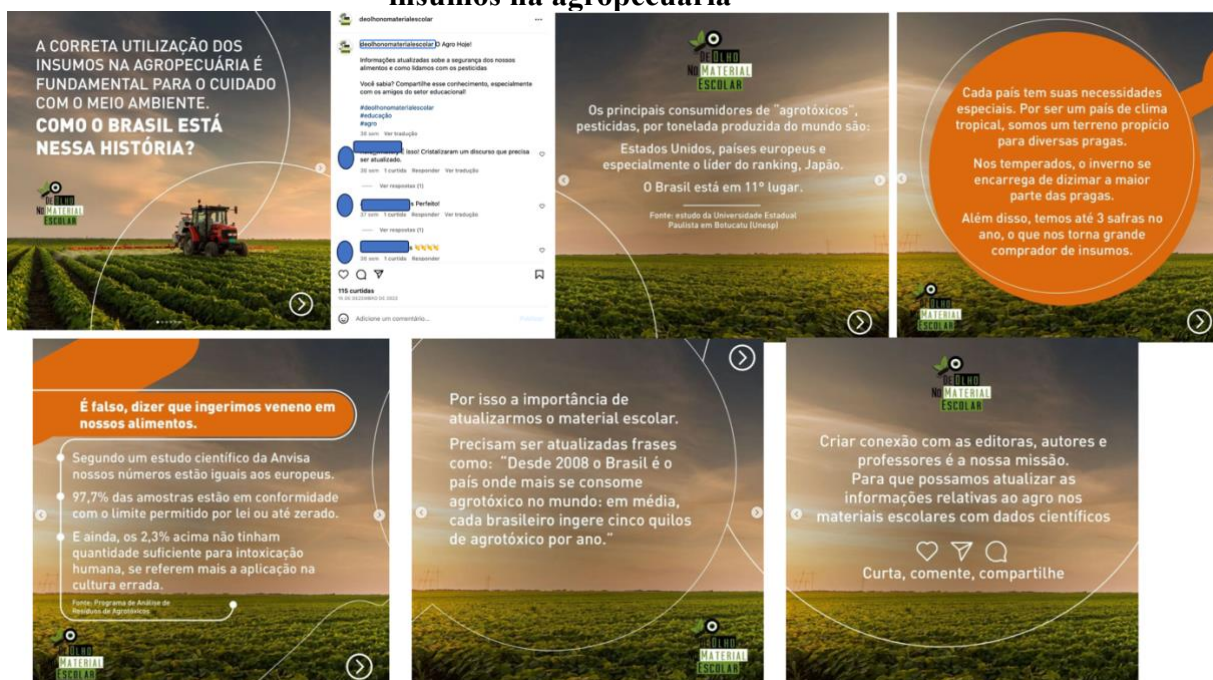 insumos na agropecuária
A CORRETA UTILIZAÇÃO DOS
INSUMOS NA AGROPECUÁRIA É
FUNDAMENTAL PARA O CUIDADO
COM O MEIO AMBIENTE.
COMO O BRASIL ESTÁ
NESSA HISTÓRIA?
DE OLHO
NO MATERIAL
ESCOLAR
deolhonomaterialescolar
deolhonomaterialescolar O Agro Hoje!
Informações atualizadas sobe a segurança dos nossos
alimentos e como lidamos com os pesticidas
Você sabia? Compartilhe esse conhecimento, especialmente
com os amigos do setor educacional!
#deolhonomaterialescolar
#educação
#agro
36 sem Ver tradução
isso! Cristalizaram um discurso que precisa
ser atualizado.
36 sem 1 curtida Responder Ver tradução
Ver respostas (1)
Perfeito!
37 sem 1 curtida Responder Ver tradução
Ver respostas (1)
36 sem 1 curtida Responder
115 curtidas
DE DEZEMBRO DE 2022
Adicione um comentário...
DE OLHO
NO MATERIAL
ESCOLAR
Os principais consumidores de "agrotóxicos",
pesticidas, por tonelada produzida do mundo são:
Estados Unidos, países europeus e
especialmente o líder do ranking, Japão.
O Brasil está em 11º lugar.
Fonte: estudo da Universidade Estadual
Paulista em Botucatu (Unesp)
Cada país tem suas necessidades
especiais. Por ser um país de clima
tropical, somos um terreno propício
para diversas pragas.
Nos temperados, o inverno se
encarrega de dizimar a maior
parte das pragas.
Além disso, temos até 3 safras no
ano, o que nos torna grande
comprador de insumos.
DE OLHO
NO MATERIAL
ESCOLAR
É falso, dizer que ingerimos veneno em
nossos alimentos.
Segundo um estudo científico da Anvisa
nossos números estão iguais aos europeus.
97,7% das amostras estão em conformidade
com o limite permitido por lei ou até zerado.
E ainda, os 2,3% acima não tinham
quantidade suficiente para intoxicação
humana, se referem mais a aplicação na
cultura errada.
Fonte: Programa de Análise de
Resíduos de Agrotóxicos
DE OLHO
NO MATERIAL
ESCOLAR
Por isso a importância de
atualizarmos o material escolar.
Precisam ser atualizadas frases
como: "Desde 2008 o Brasil é o
país onde mais se consome
agrotóxico no mundo: em média,
cada brasileiro ingere cinco quilos
de agrotóxico por ano."
DE OLHO
NO MATERIAL
ESCOLAR
DE OLHO
NO MATERIAL
ESCOLAR
Criar conexão com as editoras, autores e
professores é a nossa missão.
Para que possamos atualizar as
informações relativas ao agro nos
materiais escolares com dados científicos
Curta, comente, compartilhe